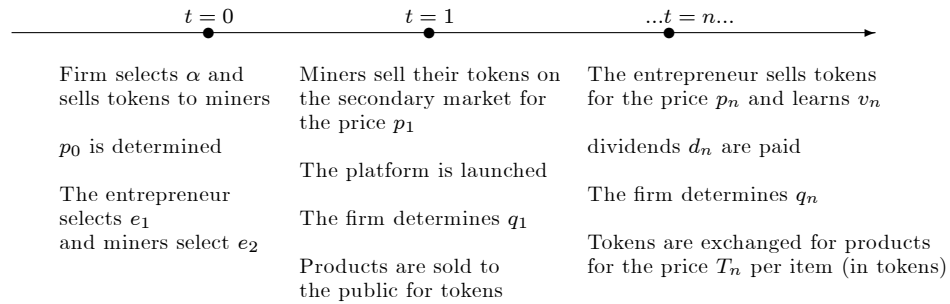 t = 0
t = 1
...t = n...
Firm selects α and
sells tokens to miners
p₀ is determined
The entrepreneur
selects e₁
and miners select e₂
Miners sell their tokens on
the secondary market for
the price p₁
The platform is launched
The firm determines q₁
Products are sold to
the public for tokens
The entrepreneur sells tokens
for the price pₙ and learns vₙ
dividends dₙ are paid
The firm determines qₙ
Tokens are exchanged for products
for the price Tₙ per item (in tokens)